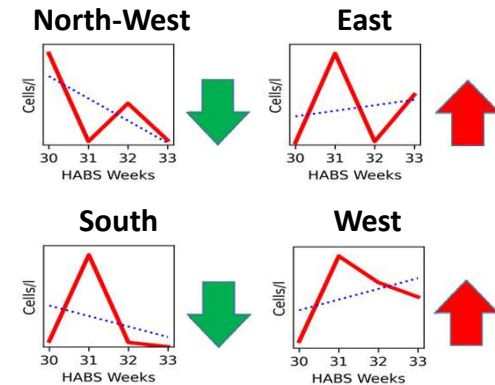 North-West
Cells/l
30 31 32 33
HABS Weeks
East
Cells/l
30 31 32 33
HABS Weeks
South
Cells/l
30 31 32 33
HABS Weeks
West
Cells/l
30 31 32 33
HABS Weeks